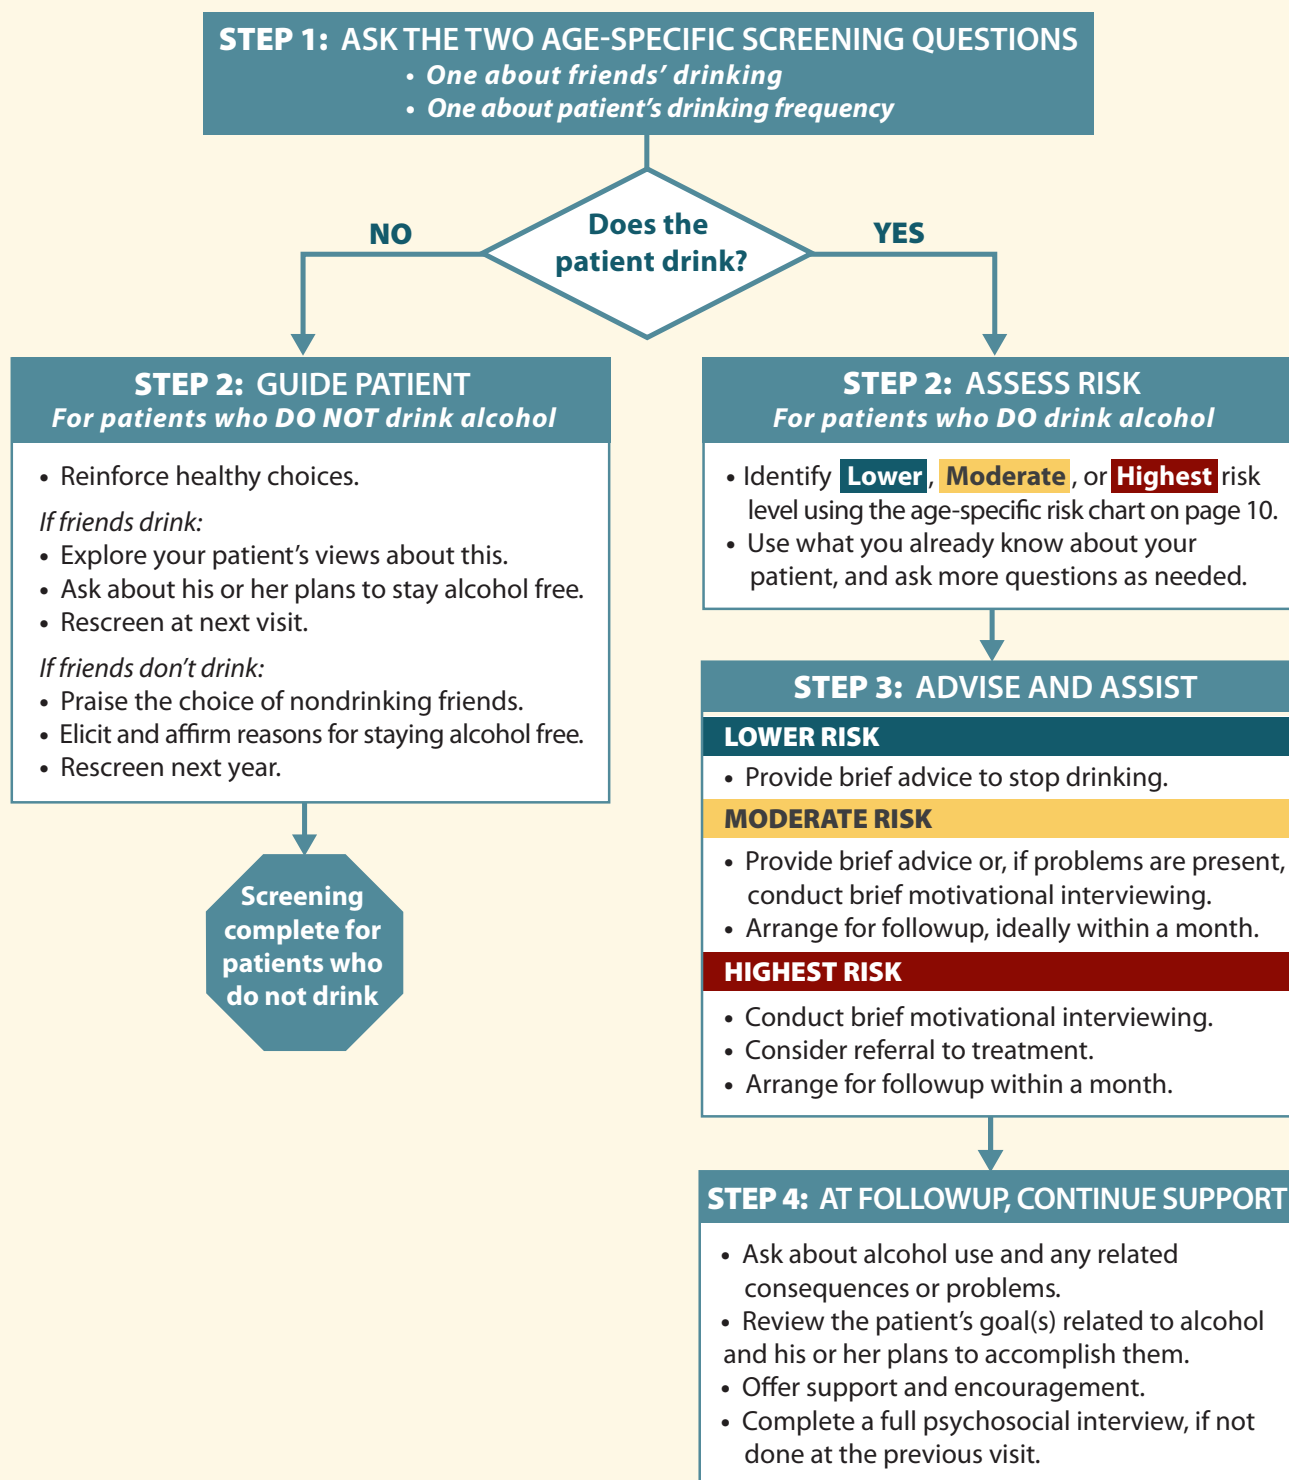 STEP 1: ASK THE TWO AGE-SPECIFIC SCREENING QUESTIONS
• One about friends’ drinking
• One about patient’s drinking frequency
Does the
patient drink?
NO
YES
STEP 2: GUIDE PATIENT
For patients who DO NOT drink alcohol
• Reinforce healthy choices.
If friends drink:
• Explore your patient’s views about this.
• Ask about his or her plans to stay alcohol free.
• Rescreen at next visit.
If friends don’t drink:
• Praise the choice of nondrinking friends.
• Elicit and affirm reasons for staying alcohol free.
• Rescreen next year.
Screening
complete for
patients who
do not drink
STEP 2: ASSESS RISK
For patients who DO drink alcohol
• Identify Lower, Moderate, or Highest risk
level using the age-specific risk chart on page 10.
• Use what you already know about your
patient, and ask more questions as needed.
STEP 3: ADVISE AND ASSIST
LOWER RISK
• Provide brief advice to stop drinking.
MODERATE RISK
• Provide brief advice or, if problems are present,
conduct brief motivational interviewing.
• Arrange for followup, ideally within a month.
HIGHEST RISK
• Conduct brief motivational interviewing.
• Consider referral to treatment.
• Arrange for followup within a month.
STEP 4: AT FOLLOWUP, CONTINUE SUPPORT
• Ask about alcohol use and any related
consequences or problems.
• Review the patient’s goal(s) related to alcohol
and his or her plans to accomplish them.
• Offer support and encouragement.
• Complete a full psychosocial interview, if not
done at the previous visit.